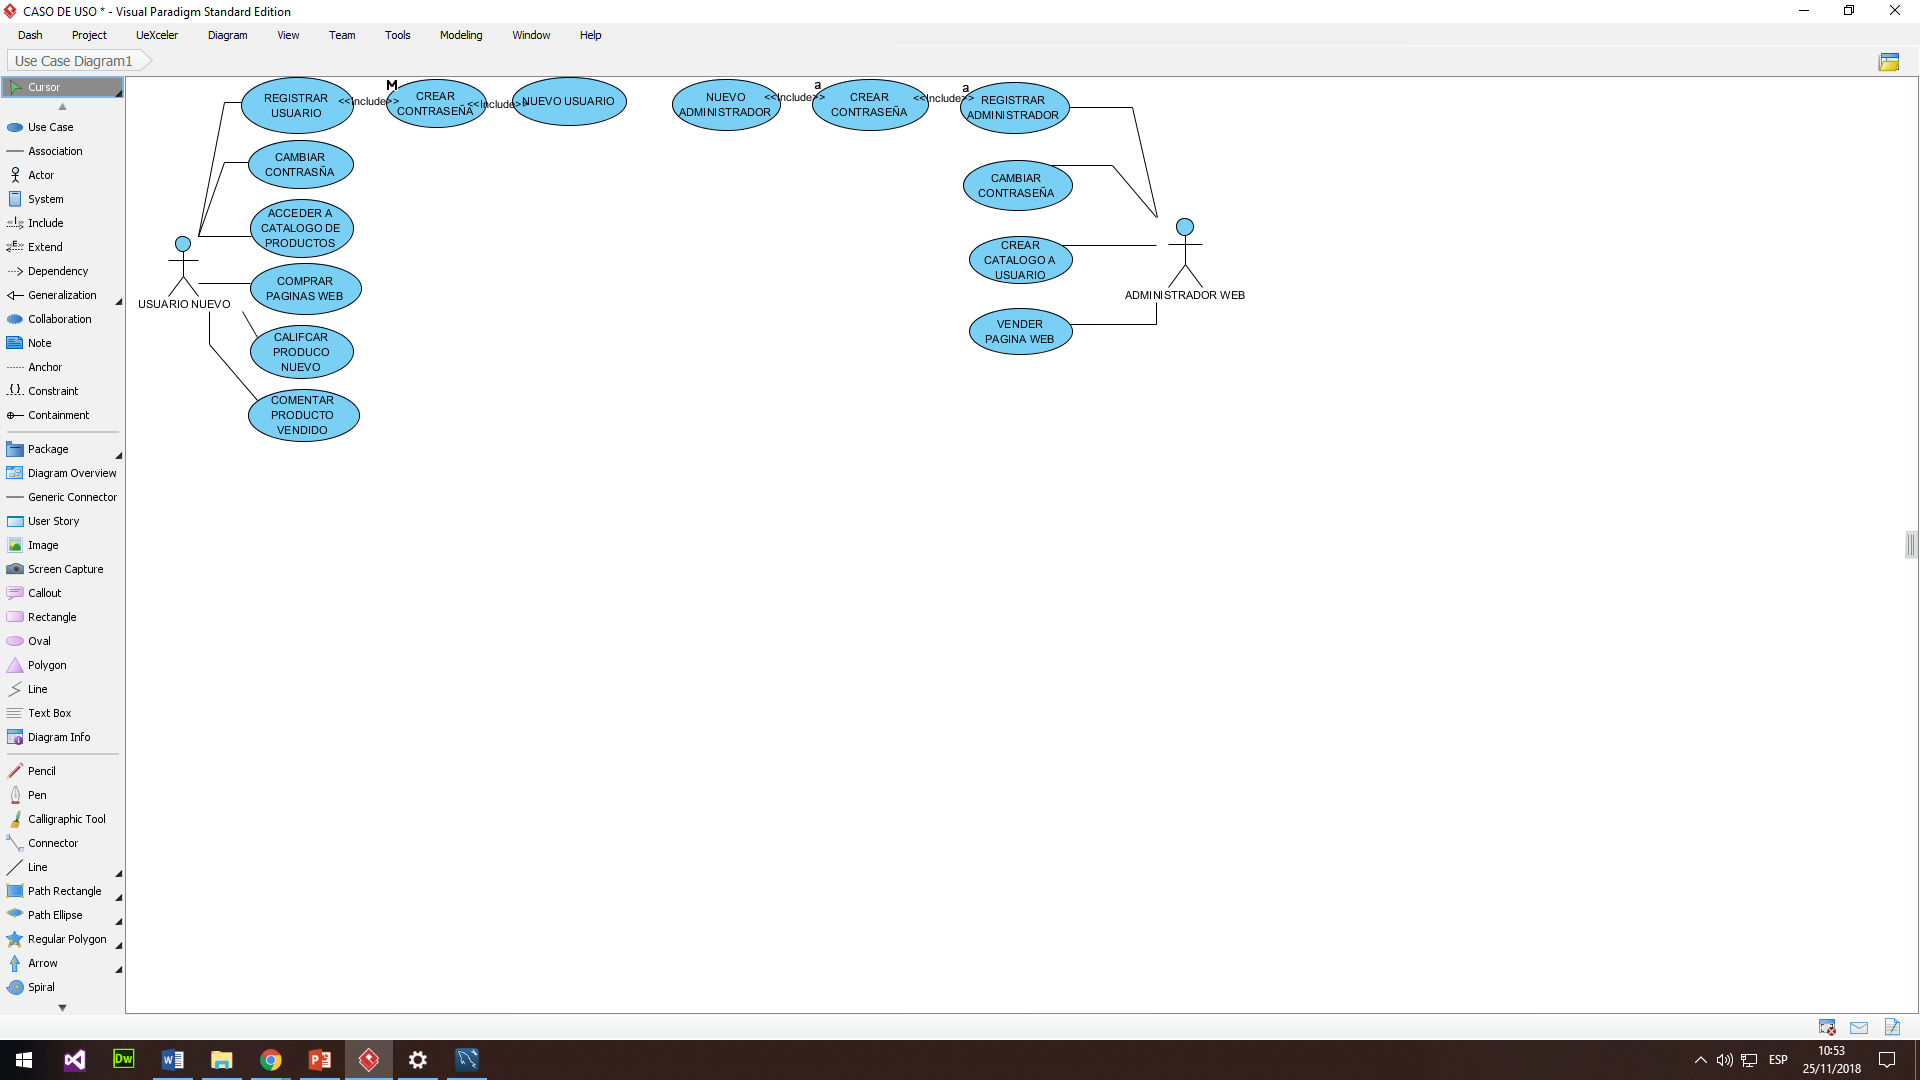 CASO DE USO * - Visual Paradigm Standard Edition
Dash Project UeXceler Diagram View Team Tools Modeling Window Help
Use Case Diagram1
Cursor
Use Case
Association
Actor
System
Include
Extend
Dependency
Generalization
Collaboration
Note
Anchor
Constraint
Containment
Package
Diagram Overview
Generic Connector
User Story
Image
Screen Capture
Callout
Rectangle
Oval
Polygon
Line
Text Box
Diagram Info
Pencil
Pen
Calligraphic Tool
Connector
Line
Path Rectangle
Path Ellipse
Regular Polygon
Arrow
Spiral
REGISTRAR
USUARIO
<<Include>>
M
CREAR
CONTRASEÑA
<<Include>>
NUEVO USUARIO
NUEVO
ADMINISTRADOR
<<Include>>
a
CREAR
CONTRASEÑA
<<Include>>
a
REGISTRAR
ADMINISTRADOR
CAMBIAR
CONTRASÑA
ACCEDER A
CATALOGO DE
PRODUCTOS
COMPRAR
PAGINAS WEB
USUARIO NUEVO
CALIFCAR
PRODUCO
NUEVO
COMENTAR
PRODUCTO
VENDIDO
CAMBIAR
CONTRASEÑA
CREAR
CATALOGO A
USUARIO
ADMINISTRADOR WEB
VENDER
PAGINA WEB
Dw
ESP
10:53
25/11/2018